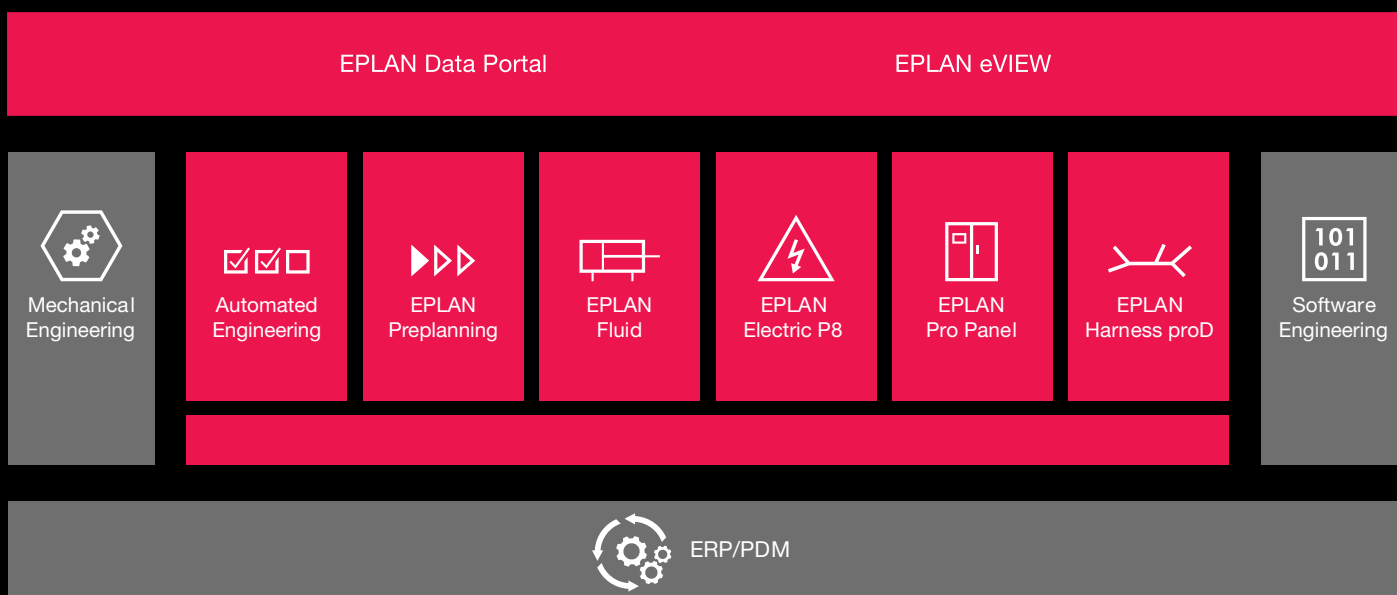 EPLAN Data Portal
EPLAN eVIEW
Mechanical
Engineering
Automated
Engineering
EPLAN
Preplanning
EPLAN
Fluid
EPLAN
Electric P8
EPLAN
Pro Panel
EPLAN
Harness proD
Software
Engineering
101
011
ERP/PDM